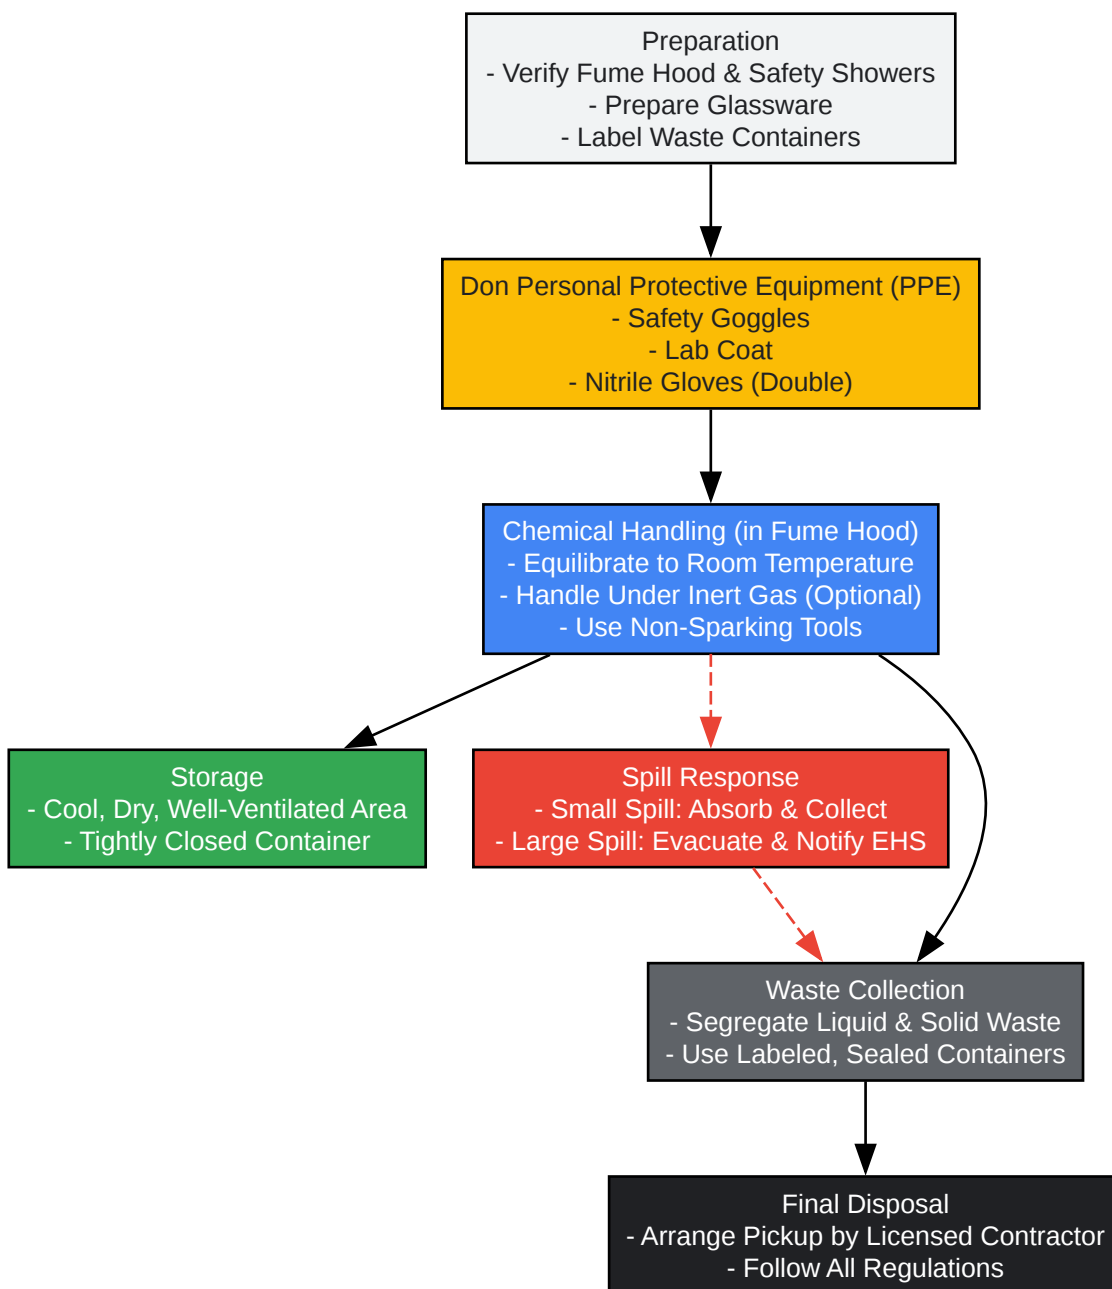 Preparation
- Verify Fume Hood & Safety Showers
- Prepare Glassware
- Label Waste Containers
Don Personal Protective Equipment (PPE)
- Safety Goggles
- Lab Coat
- Nitrile Gloves (Double)
Chemical Handling (in Fume Hood)
- Equilibrate to Room Temperature
- Handle Under Inert Gas (Optional)
- Use Non-Sparking Tools
Storage
- Cool, Dry, Well-Ventilated Area
- Tightly Closed Container
Spill Response
- Small Spill: Absorb & Collect
- Large Spill: Evacuate & Notify EHS
Waste Collection
- Segregate Liquid & Solid Waste
- Use Labeled, Sealed Containers
Final Disposal
- Arrange Pickup by Licensed Contractor
- Follow All Regulations